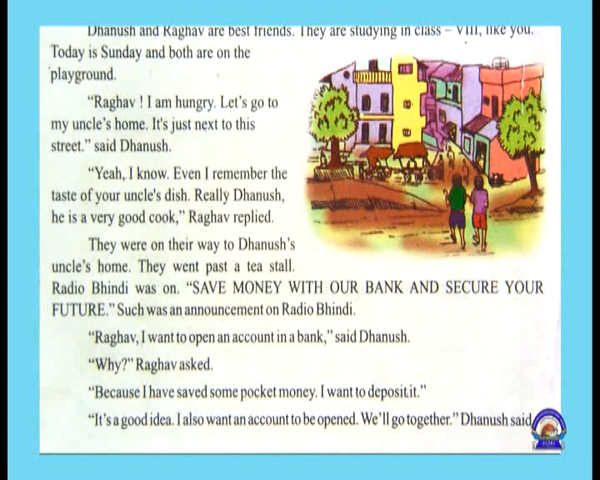 Dhanush and Raghav are best friends. They are studying in class – VIII, like you.
Today is Sunday and both are on the
playground.
“Raghav ! I am hungry. Let’s go to
my uncle’s home. It’s just next to this
street.” said Dhanush.
“Yeah, I know. Even I remember the
taste of your uncle’s dish. Really Dhanush,
he is a very good cook,” Raghav replied.
They were on their way to Dhanush’s
uncle’s home. They went past a tea stall.
Radio Bhindi was on. “SAVE MONEY WITH OUR BANK AND SECURE YOUR
FUTURE.” Such was an announcement on Radio Bhindi.
“Raghav, I want to open an account in a bank,” said Dhanush.
“Why?” Raghav asked.
“Because I have saved some pocket money. I want to deposit it.”
“It’s a good idea. I also want an account to be opened. We’ll go together.” Dhanush said